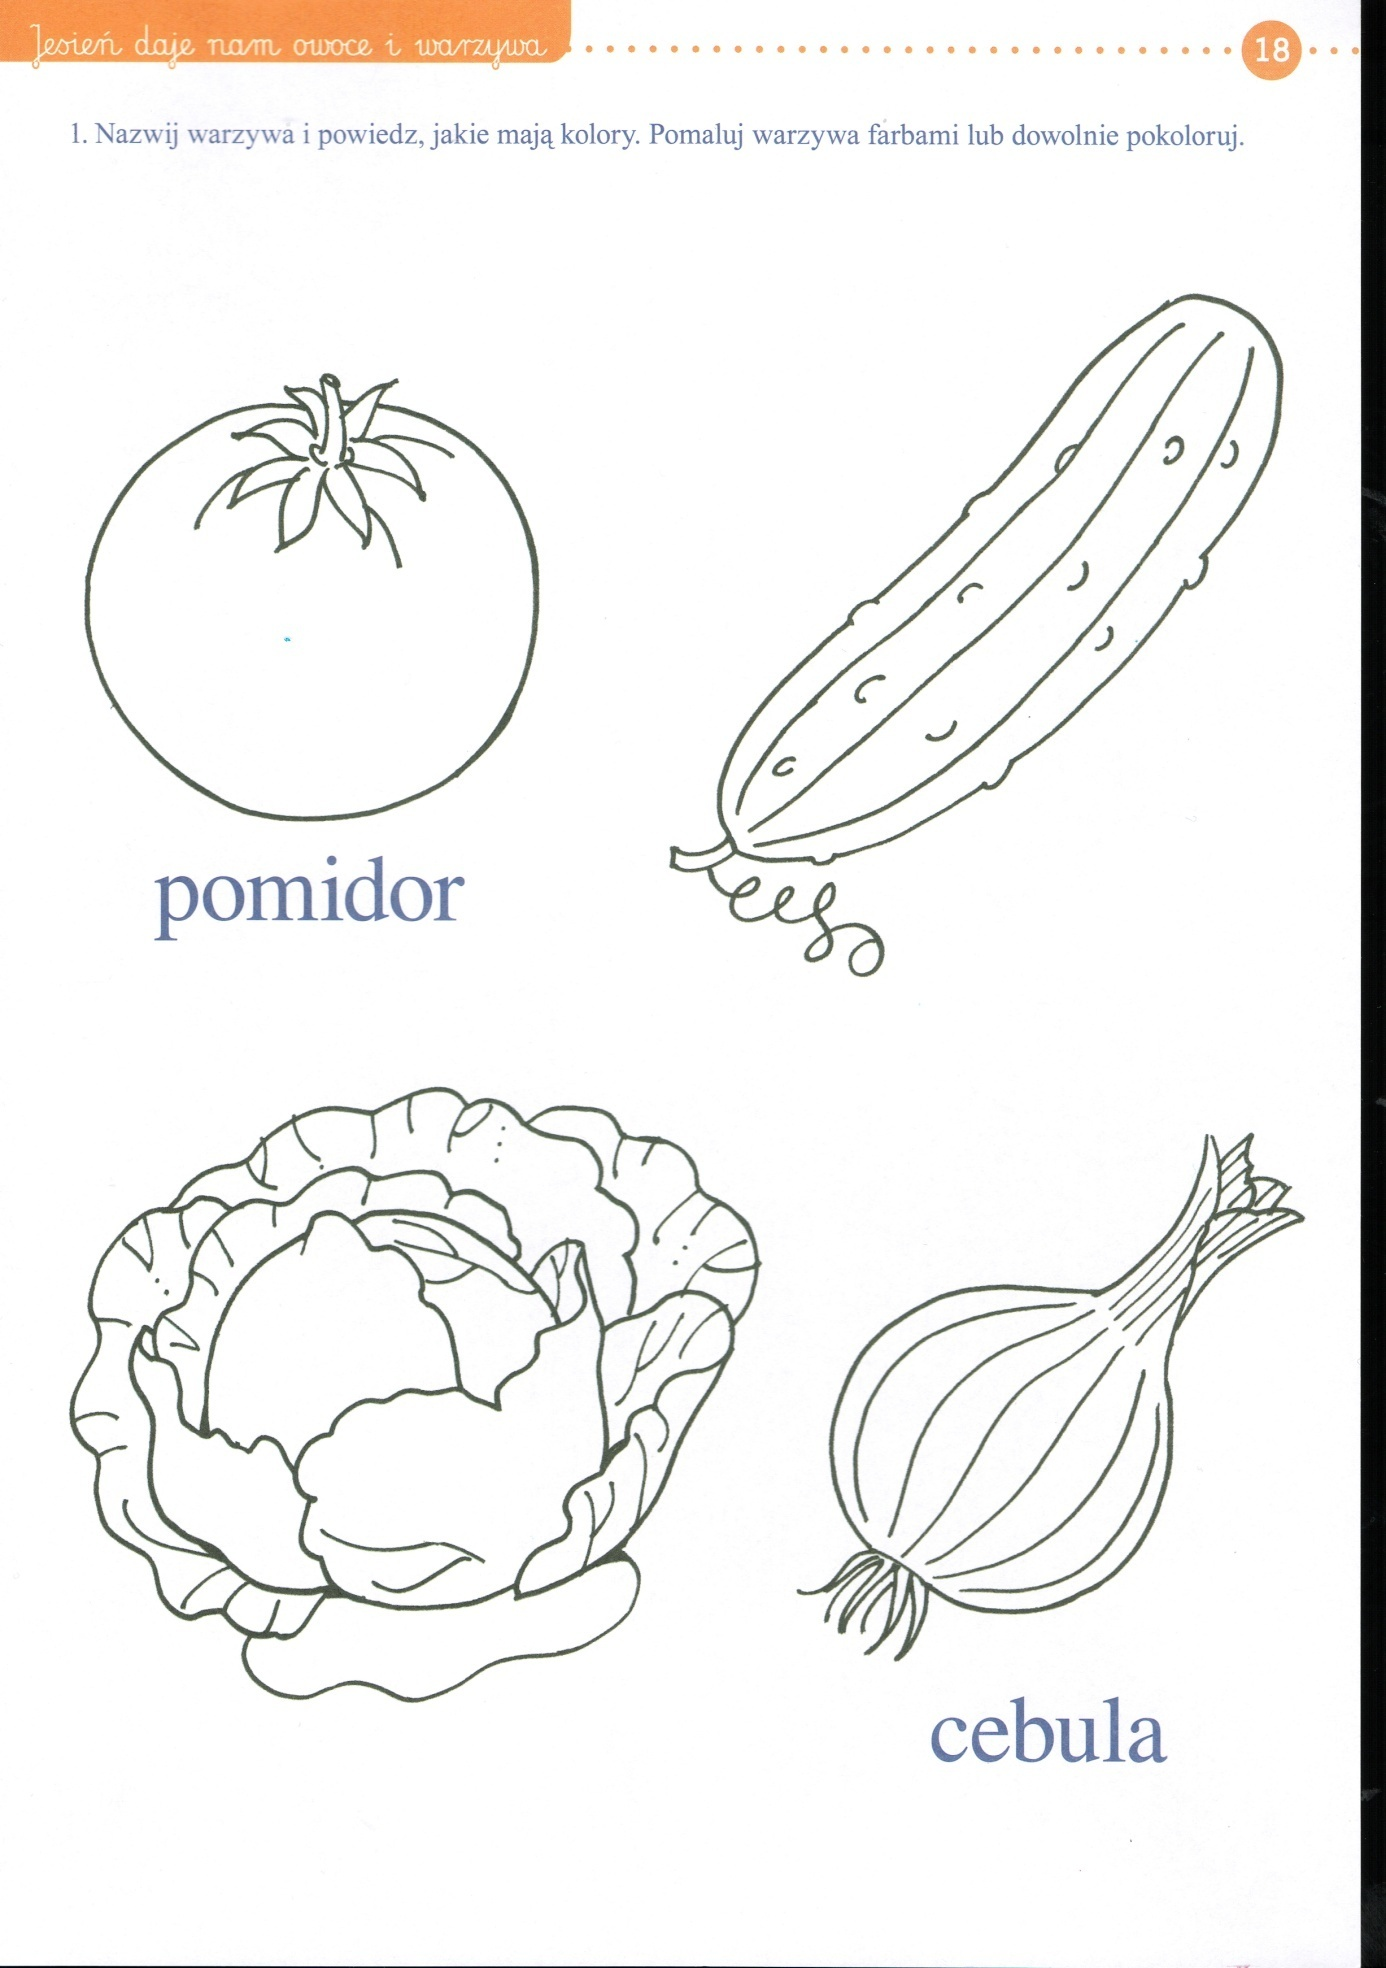 Jesień daje nam owoce i warzywa
18
1. Nazwij warzywa i powiedz, jakie mają kolory. Pomaluj warzywa farbami lub dowolnie pokoloruj.
pomidor
cebula